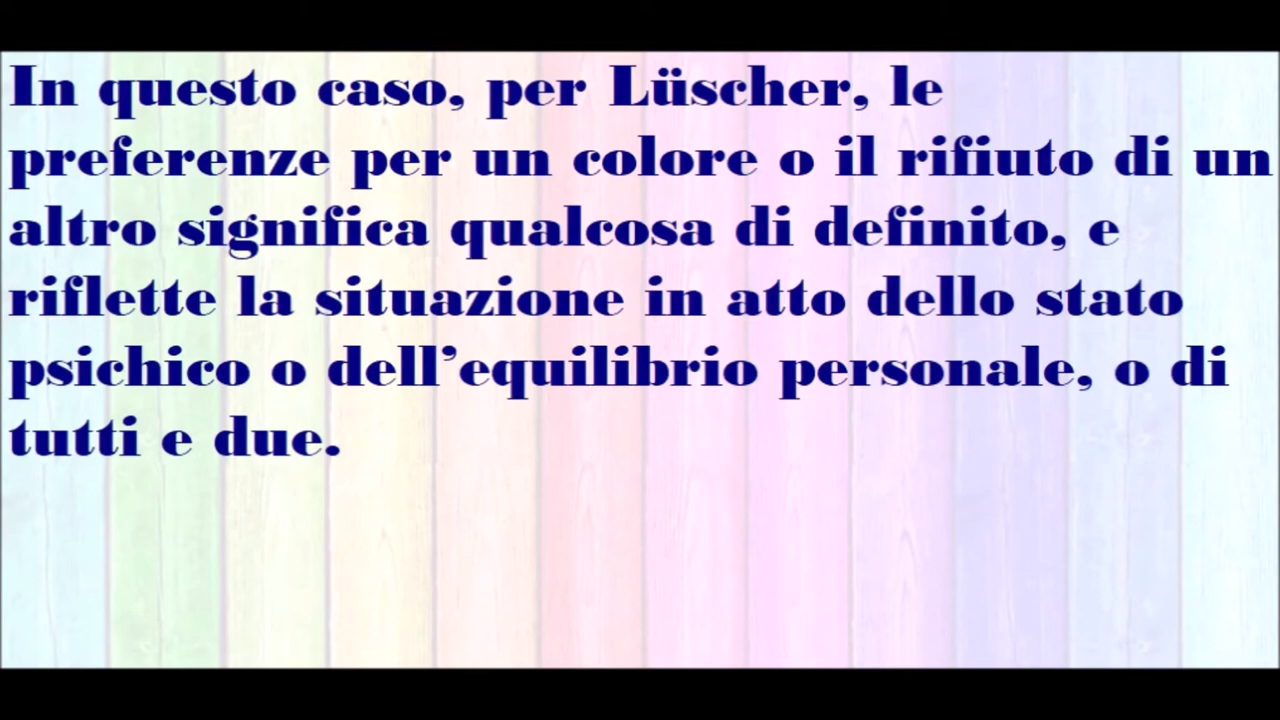 In questo caso, per Lüscher, le
preferenze per un colore o il rifiuto di un
altro significa qualcosa di definito, e
riflette la situazione in atto dello stato
psichico o dell’equilibrio personale, o di
tutti e due.